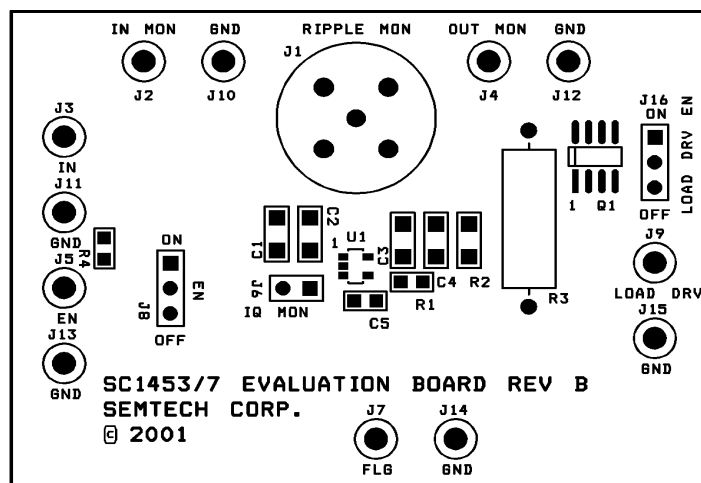 IN MON GND RIPPLE MON OUT MON GND
J1
J2 J10 J4 J12
J3
IN
J16
ON
LOAD DRV EN
OFF
1 Q1
J11
GND
R4
J5
EN
J13
GND
ON
J8
EN
OFF
C1
C2
1 U1
C3
C4
R2
J6
IQ MON
C5
R1
R3
J9
LOAD DRV
J15
GND
SC1453/7 EVALUATION BOARD REV B
SEMTECH CORP.
© 2001
J7 J14
FLG GND